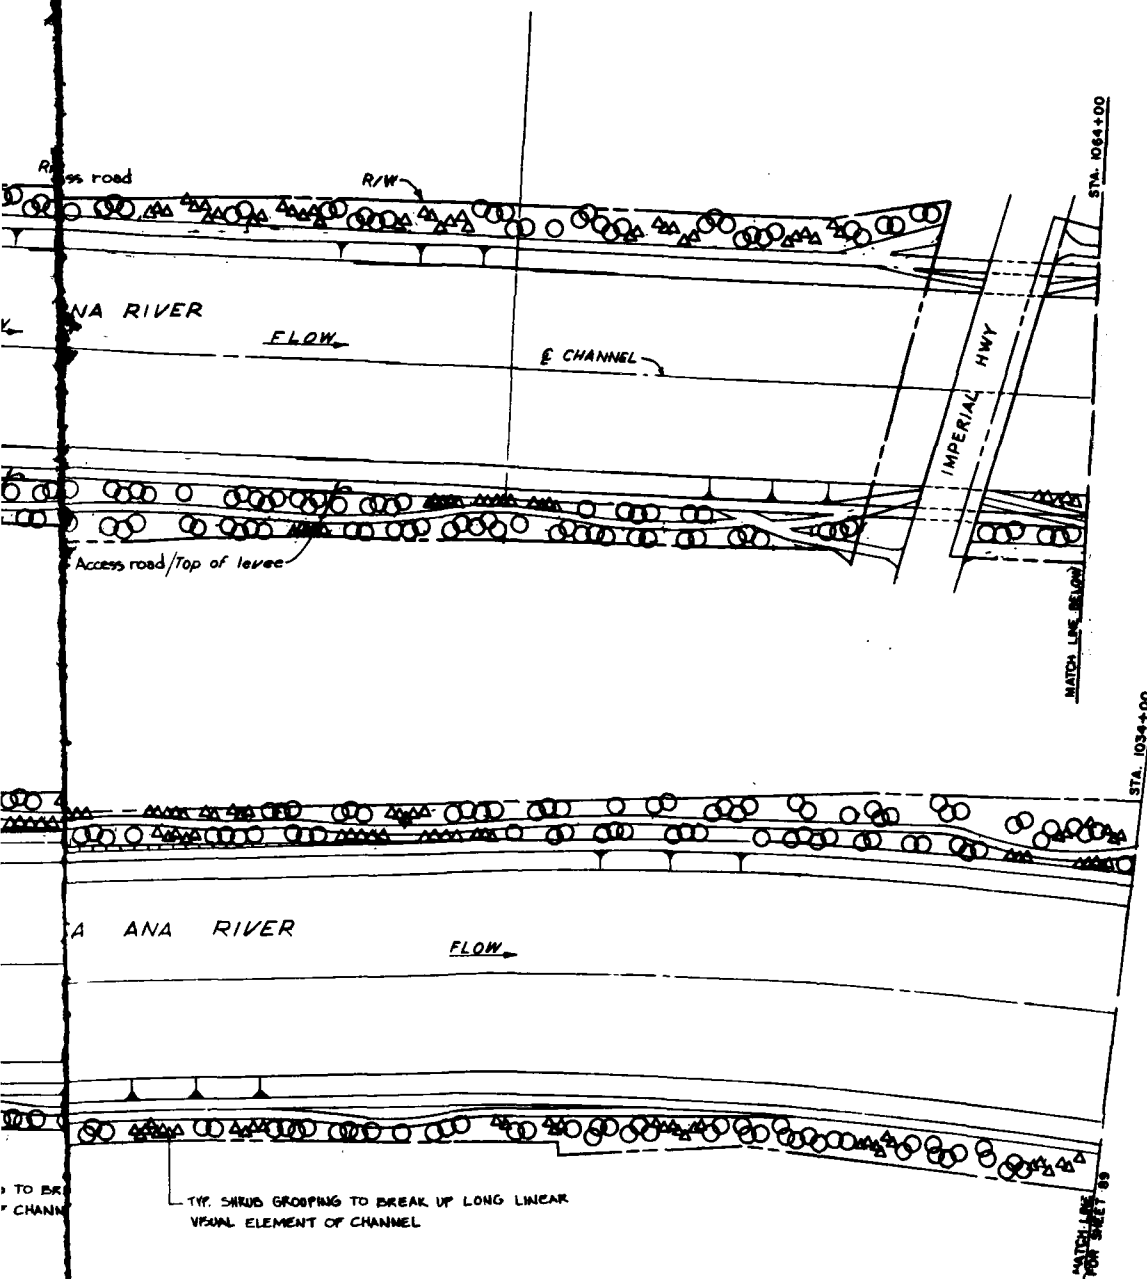 STA. 1064+00
ss road
R/W
NA RIVER
FLOW
℄ CHANNEL
IMPERIAL HWY
Access road/Top of levee
MATCH LINE BELOW
STA. 1034+00
A ANA RIVER
FLOW
TO BR
CHANN
TYP. SHRUB GROUPING TO BREAK UP LONG LINEAR
VISUAL ELEMENT OF CHANNEL
MATCH LINE
FOR SHEET 89